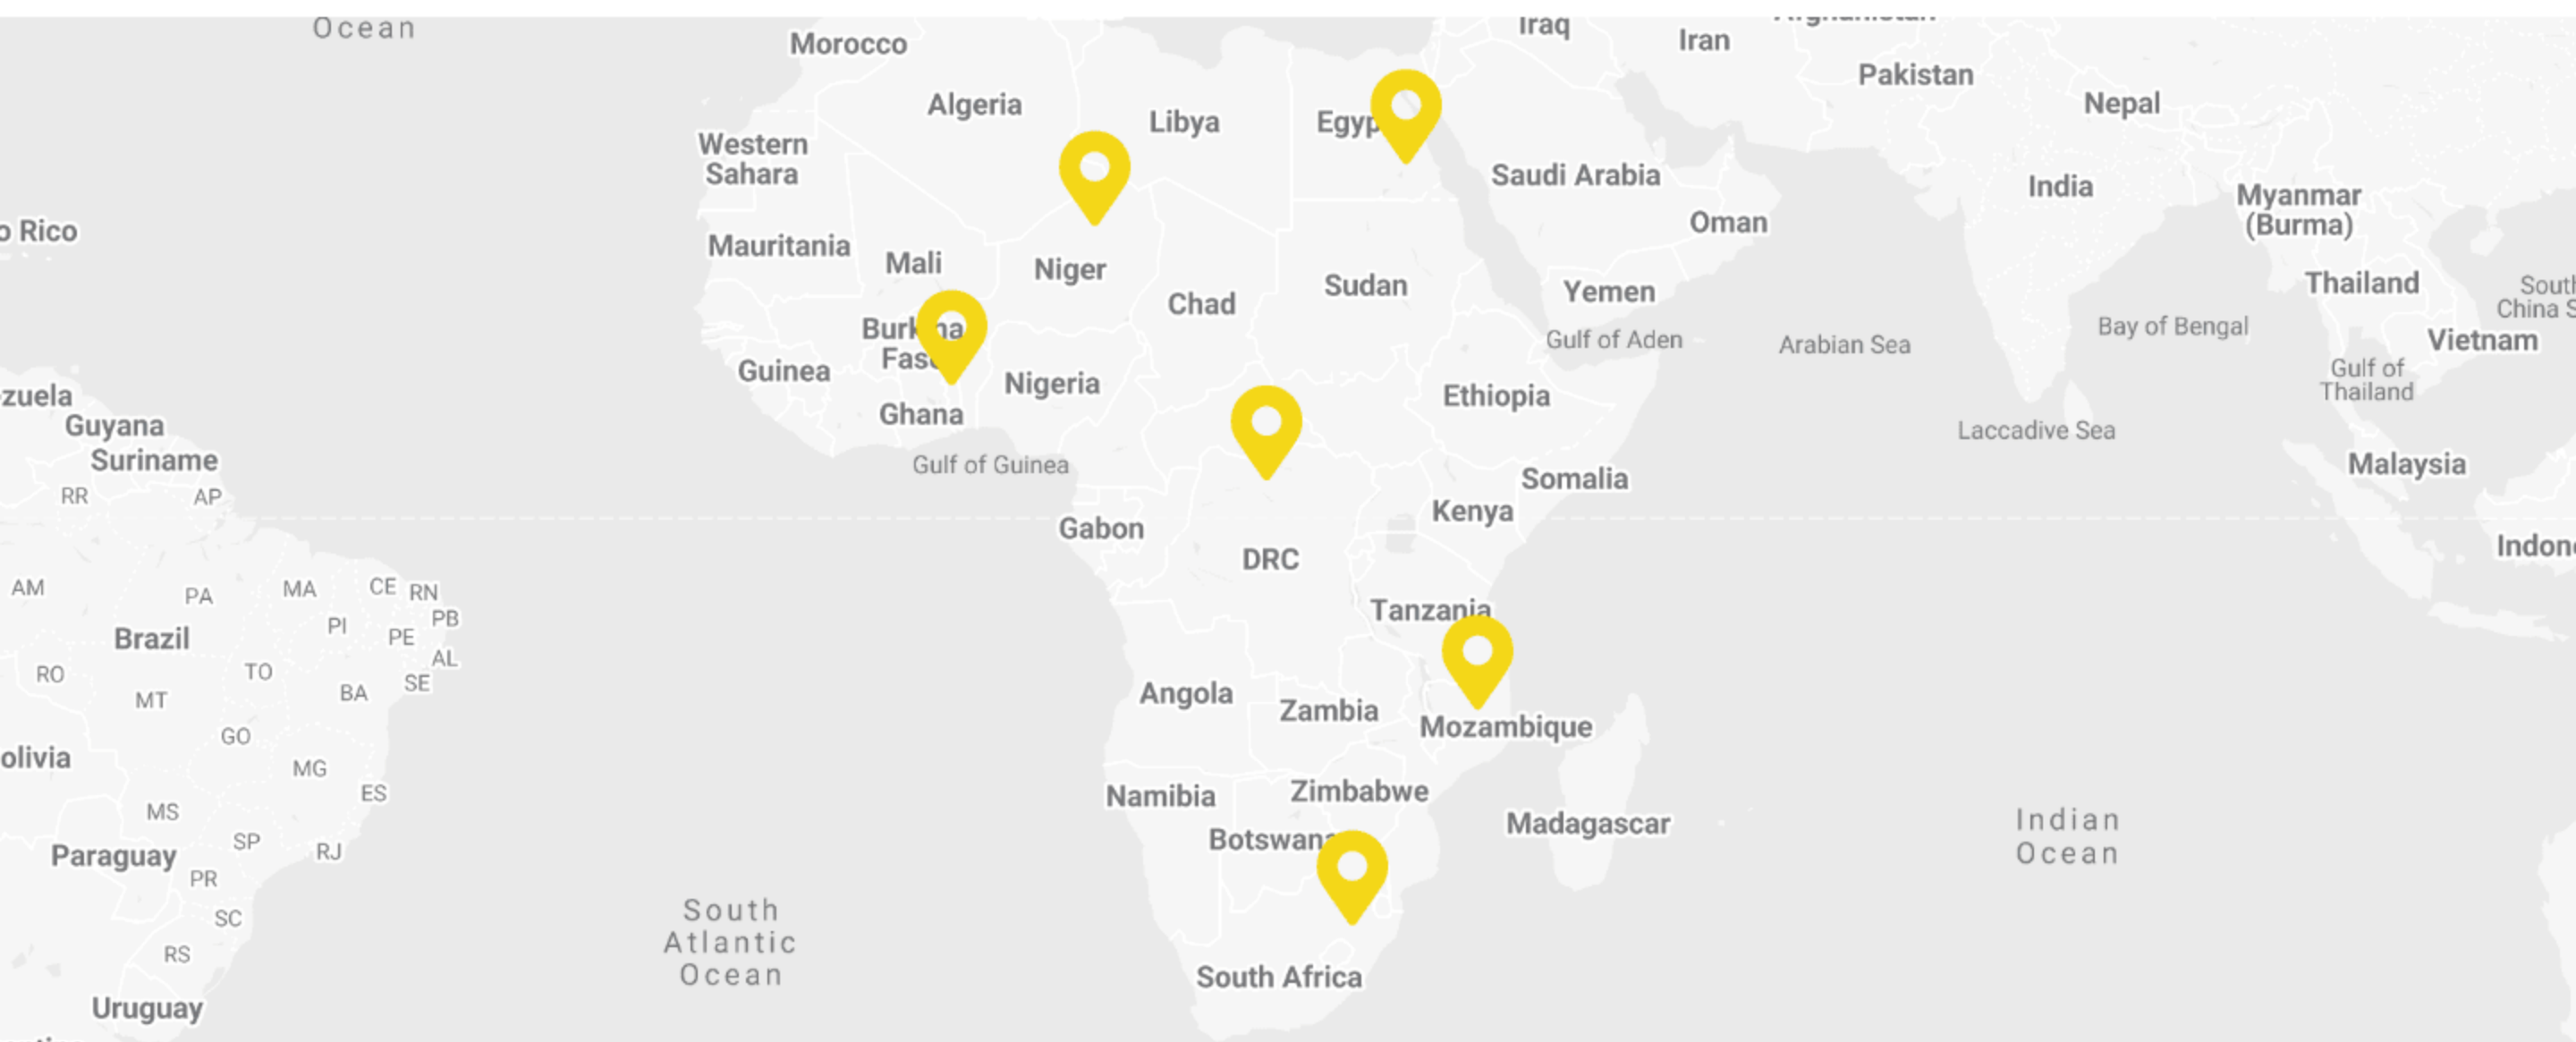 Ocean
Morocco
Iraq
Iran
Afghanistan
Pakistan
Algeria
Libya
Egyp
Nepal
Western
Sahara
Saudi Arabia
India
Myanmar
(Burma)
o Rico
Oman
Mauritania
Mali
Niger
Chad
Sudan
Yemen
Thailand
South
China S
Burk na
Faso
Gulf of Aden
Arabian Sea
Bay of Bengal
Vietnam
Guinea
Nigeria
Gulf of
Thailand
zuela
Ethiopia
Guyana
Ghana
Laccadive Sea
Suriname
Gulf of Guinea
Somalia
Malaysia
RR
AP
Kenya
Gabon
Indon
DRC
AM
PA
MA
CE
RN
Tanzania
PB
PI
Brazil
PE
AL
RO
TO
SE
MT
BA
Angola
Zambia
Mozambique
GO
olivia
MG
ES
Namibia
Zimbabwe
MS
Madagascar
Indian
Ocean
SP
RJ
Botswana
Paraguay
PR
South
Atlantic
Ocean
SC
RS
South Africa
Uruguay